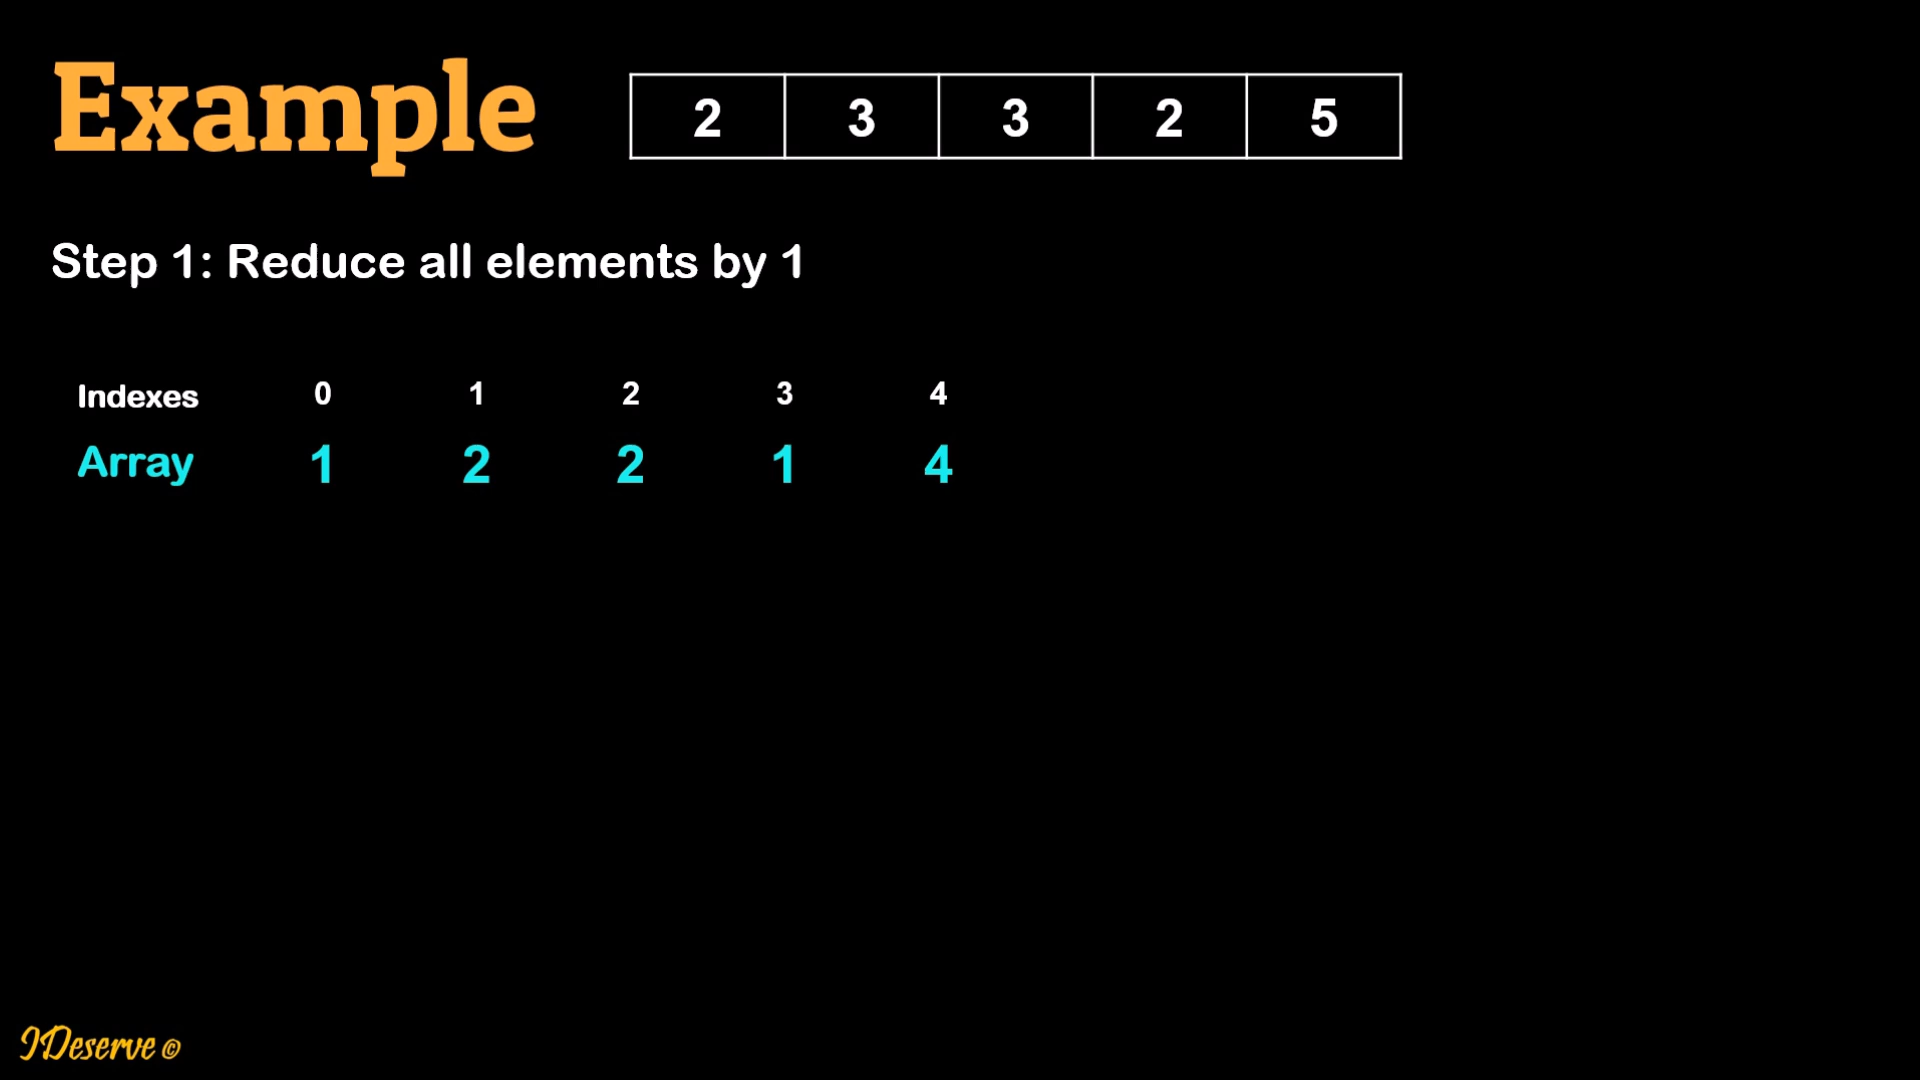 Example 2 3 3 2 5
Step 1: Reduce all elements by 1
Indexes 0 1 2 3 4
Array 1 2 2 1 4
IDeserve ©